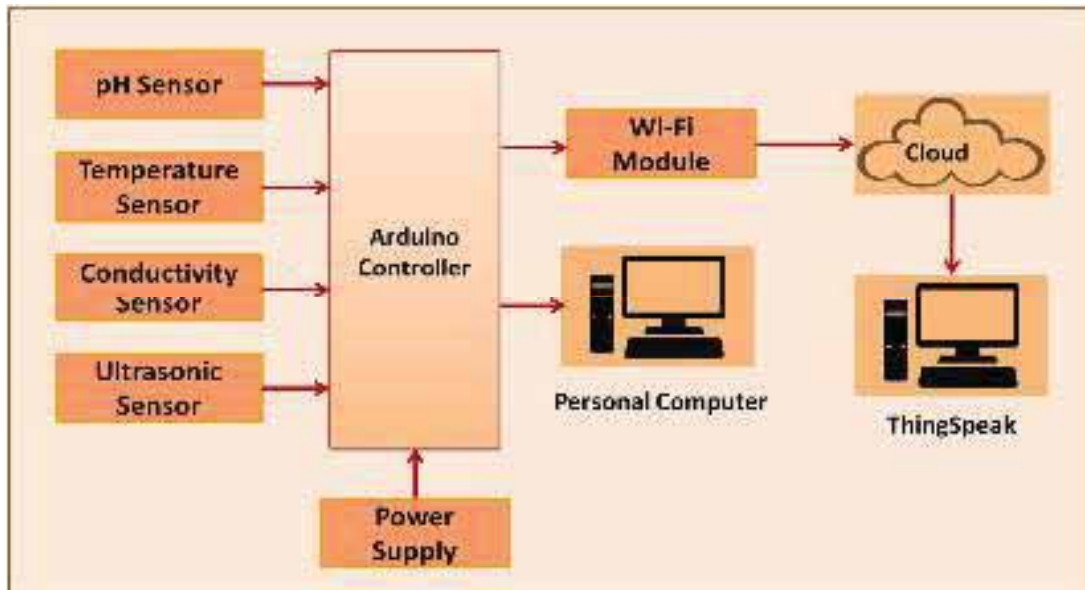 pH Sensor
Temperature
Sensor
Conductivity
Sensor
Ultrasonic
Sensor
Arduino
Controller
Power
Supply
Wi-Fi
Module
Cloud
Personal Computer
ThingSpeak